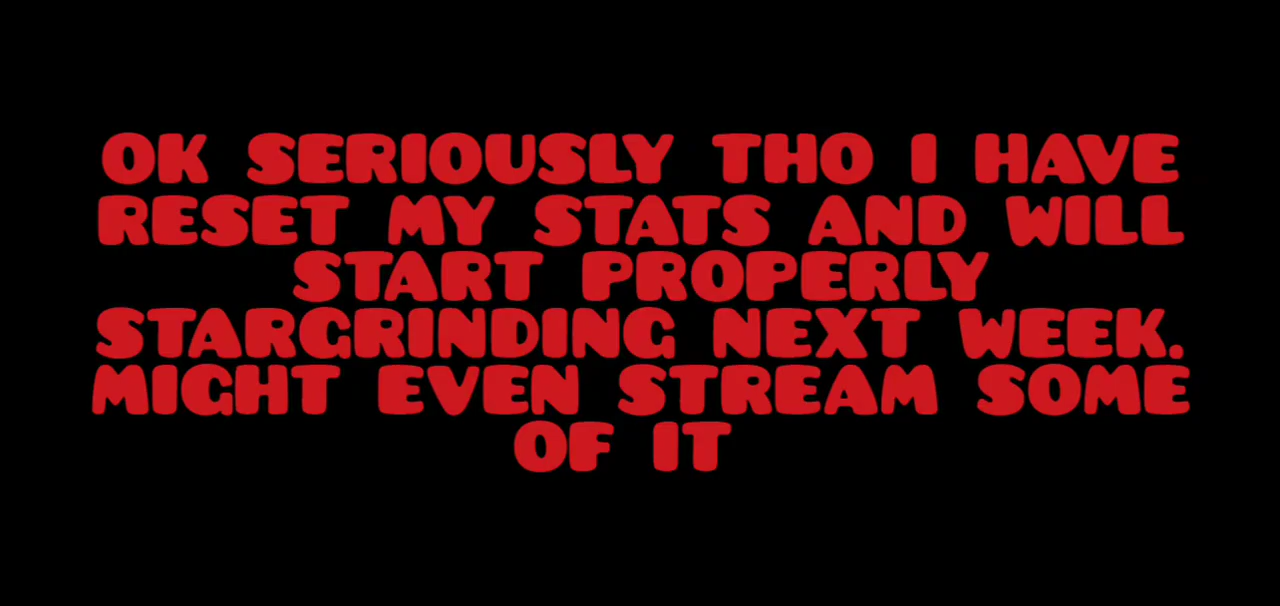 OK SERIOUSLY THO I HAVE
RESET MY STATS AND WILL
START PROPERLY
STARGRINDING NEXT WEEK.
MIGHT EVEN STREAM SOME
OF IT